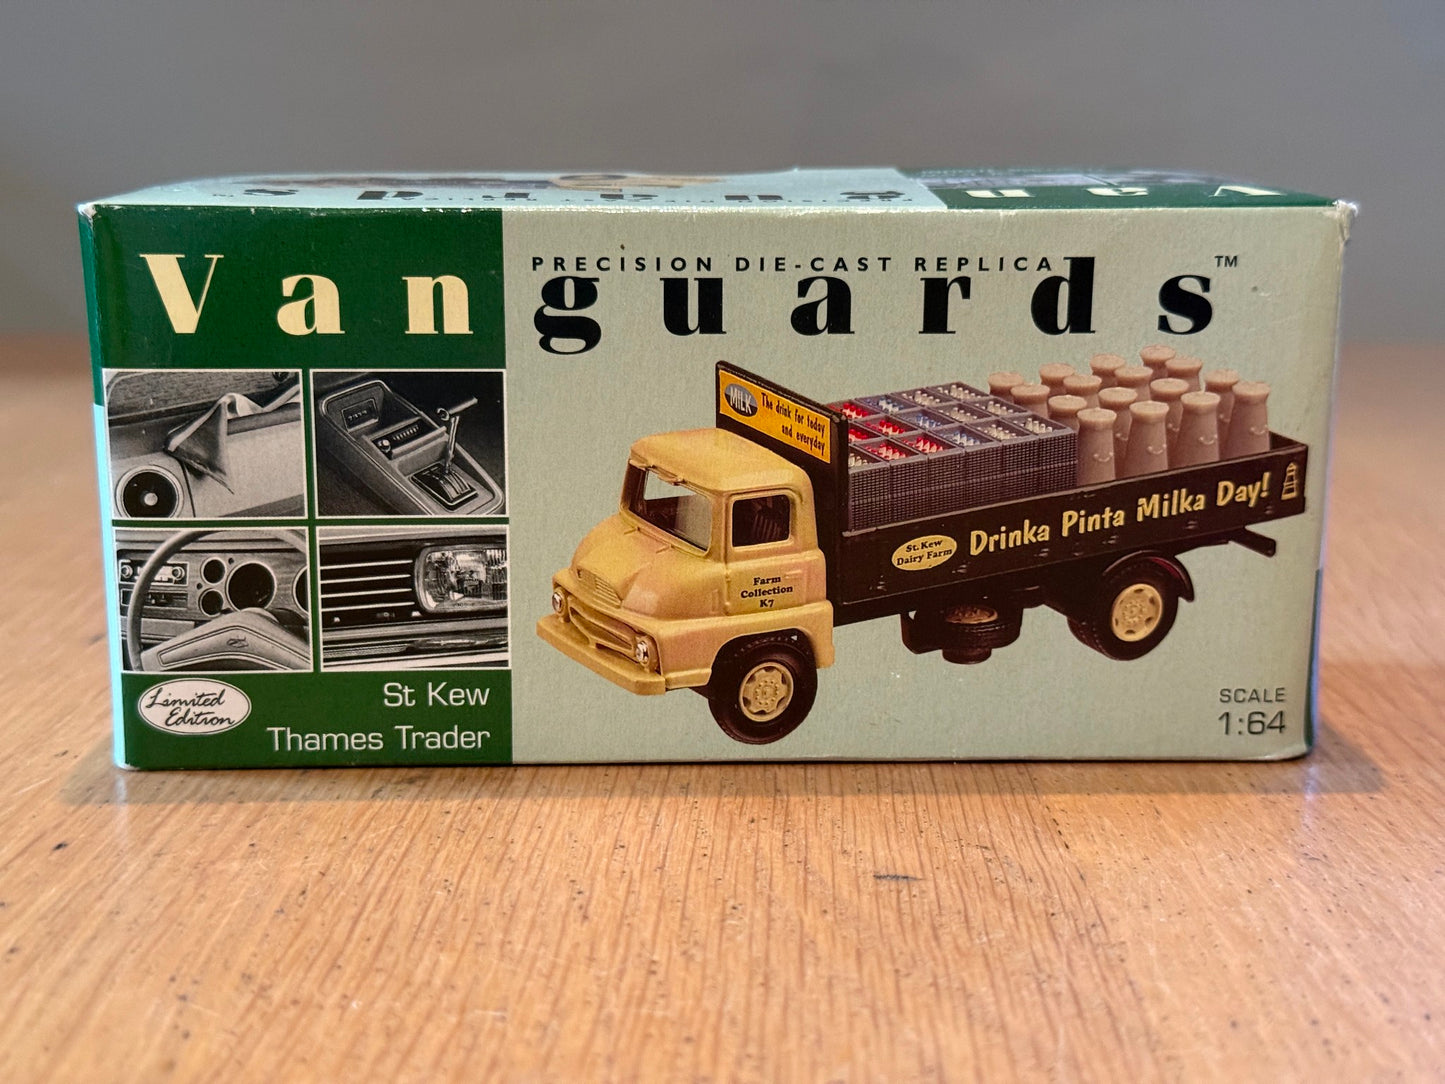 Vanguards™
PRECISION DIE-CAST REPLICA
MILK
The drink for today
and everyday
Drinka Pinta Milka Day!
St. Kew
Dairy Farm
Farm
Collection
K7
Limited
Edition
St Kew
Thames Trader
SCALE
1:64